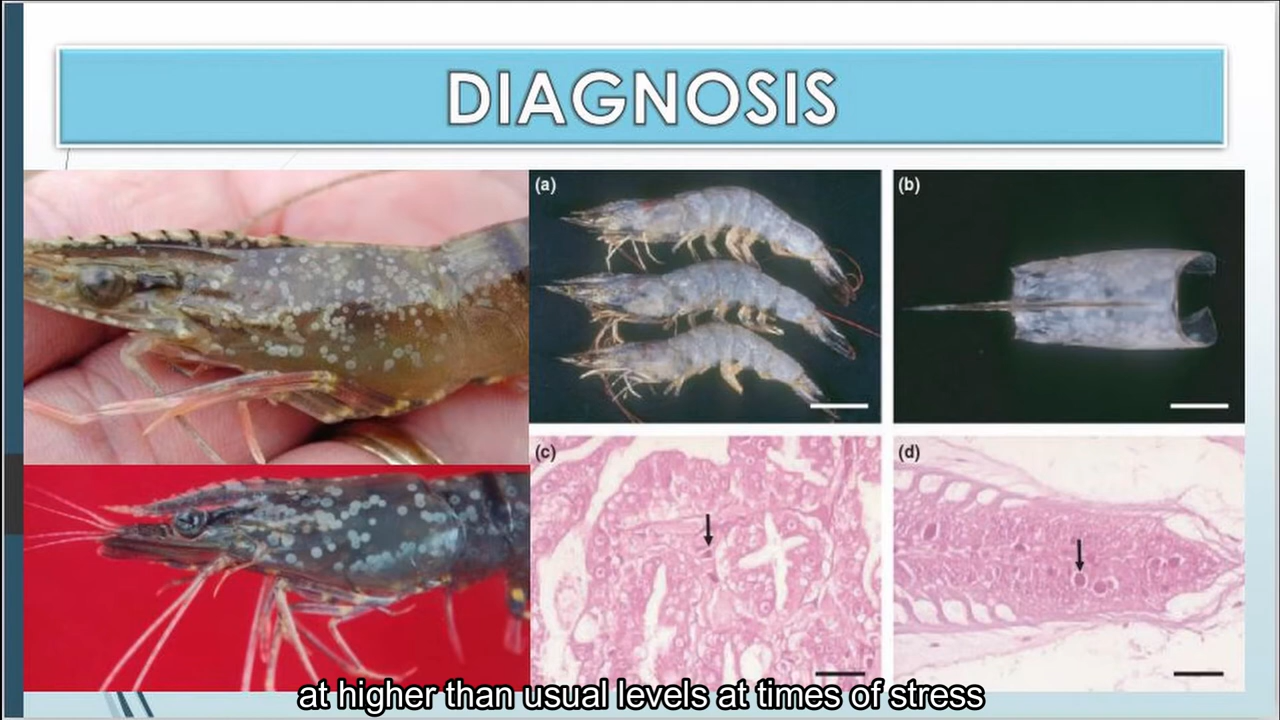 DIAGNOSIS
(a)
(b)
(c)
(d)
at higher than usual levels at times of stress